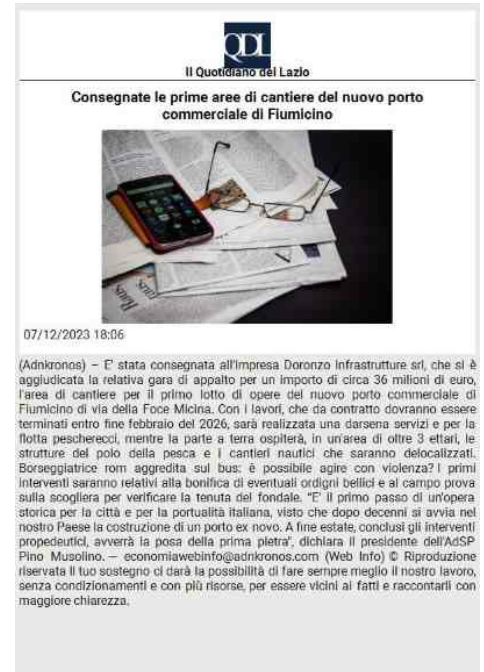 QDL
Il Quotidiano del Lazio
Consegnate le prime aree di cantiere del nuovo porto
commerciale di Fiumicino
07/12/2023 18:06
(Adnkronos) – E' stata consegnata all'impresa Doronzo Infrastrutture srl, che si è
aggiudicata la relativa gara di appalto per un importo di circa 36 milioni di euro,
l'area di cantiere per il primo lotto di opere del nuovo porto commerciale di
Fiumicino di via della Foce Micina. Con i lavori, che da contratto dovranno essere
terminati entro fine febbraio del 2026, sarà realizzata una darsena servizi e per la
flotta pescherecci, mentre la parte a terra ospiterà, in un'area di oltre 3 ettari, le
strutture del polo della pesca e i cantieri nautici che saranno delocalizzati.
Borseggiatrice rom aggredita sul bus: è possibile agire con violenza? I primi
interventi saranno relativi alla bonifica di eventuali ordigni bellici e al campo prova
sulla scogliera per verificare la tenuta del fondale. "E' il primo passo di un'opera
storica per la città e per la portualità italiana, visto che dopo decenni si avvia nel
nostro Paese la costruzione di un porto ex novo. A fine estate, conclusi gli interventi
propedeutici, avverrà la posa della prima pietra", dichiara il presidente dell'AdSP
Pino Musolino. — economiawebinfo@adnkronos.com (Web Info) © Riproduzione
riservata Il tuo sostegno ci darà la possibilità di fare sempre meglio il nostro lavoro,
senza condizionamenti e con più risorse, per essere vicini ai fatti e raccontarli con
maggiore chiarezza.